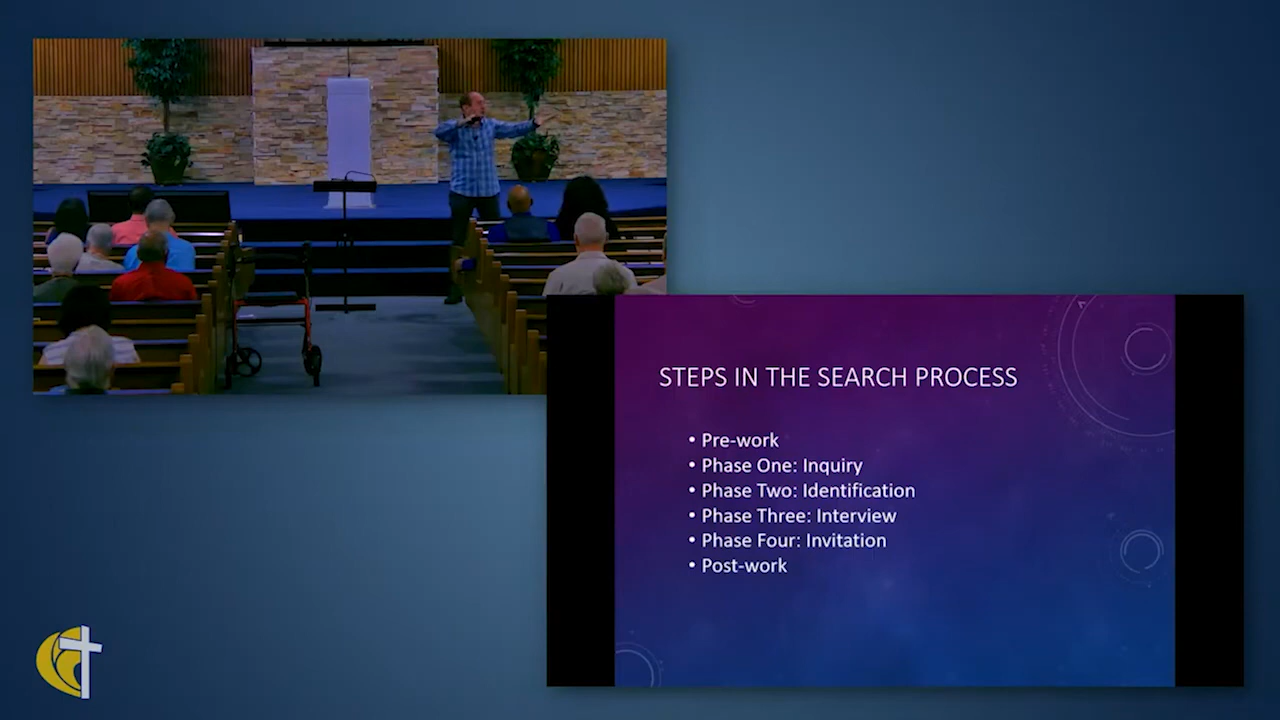 STEPS IN THE SEARCH PROCESS
• Pre-work
• Phase One: Inquiry
• Phase Two: Identification
• Phase Three: Interview
• Phase Four: Invitation
• Post-work